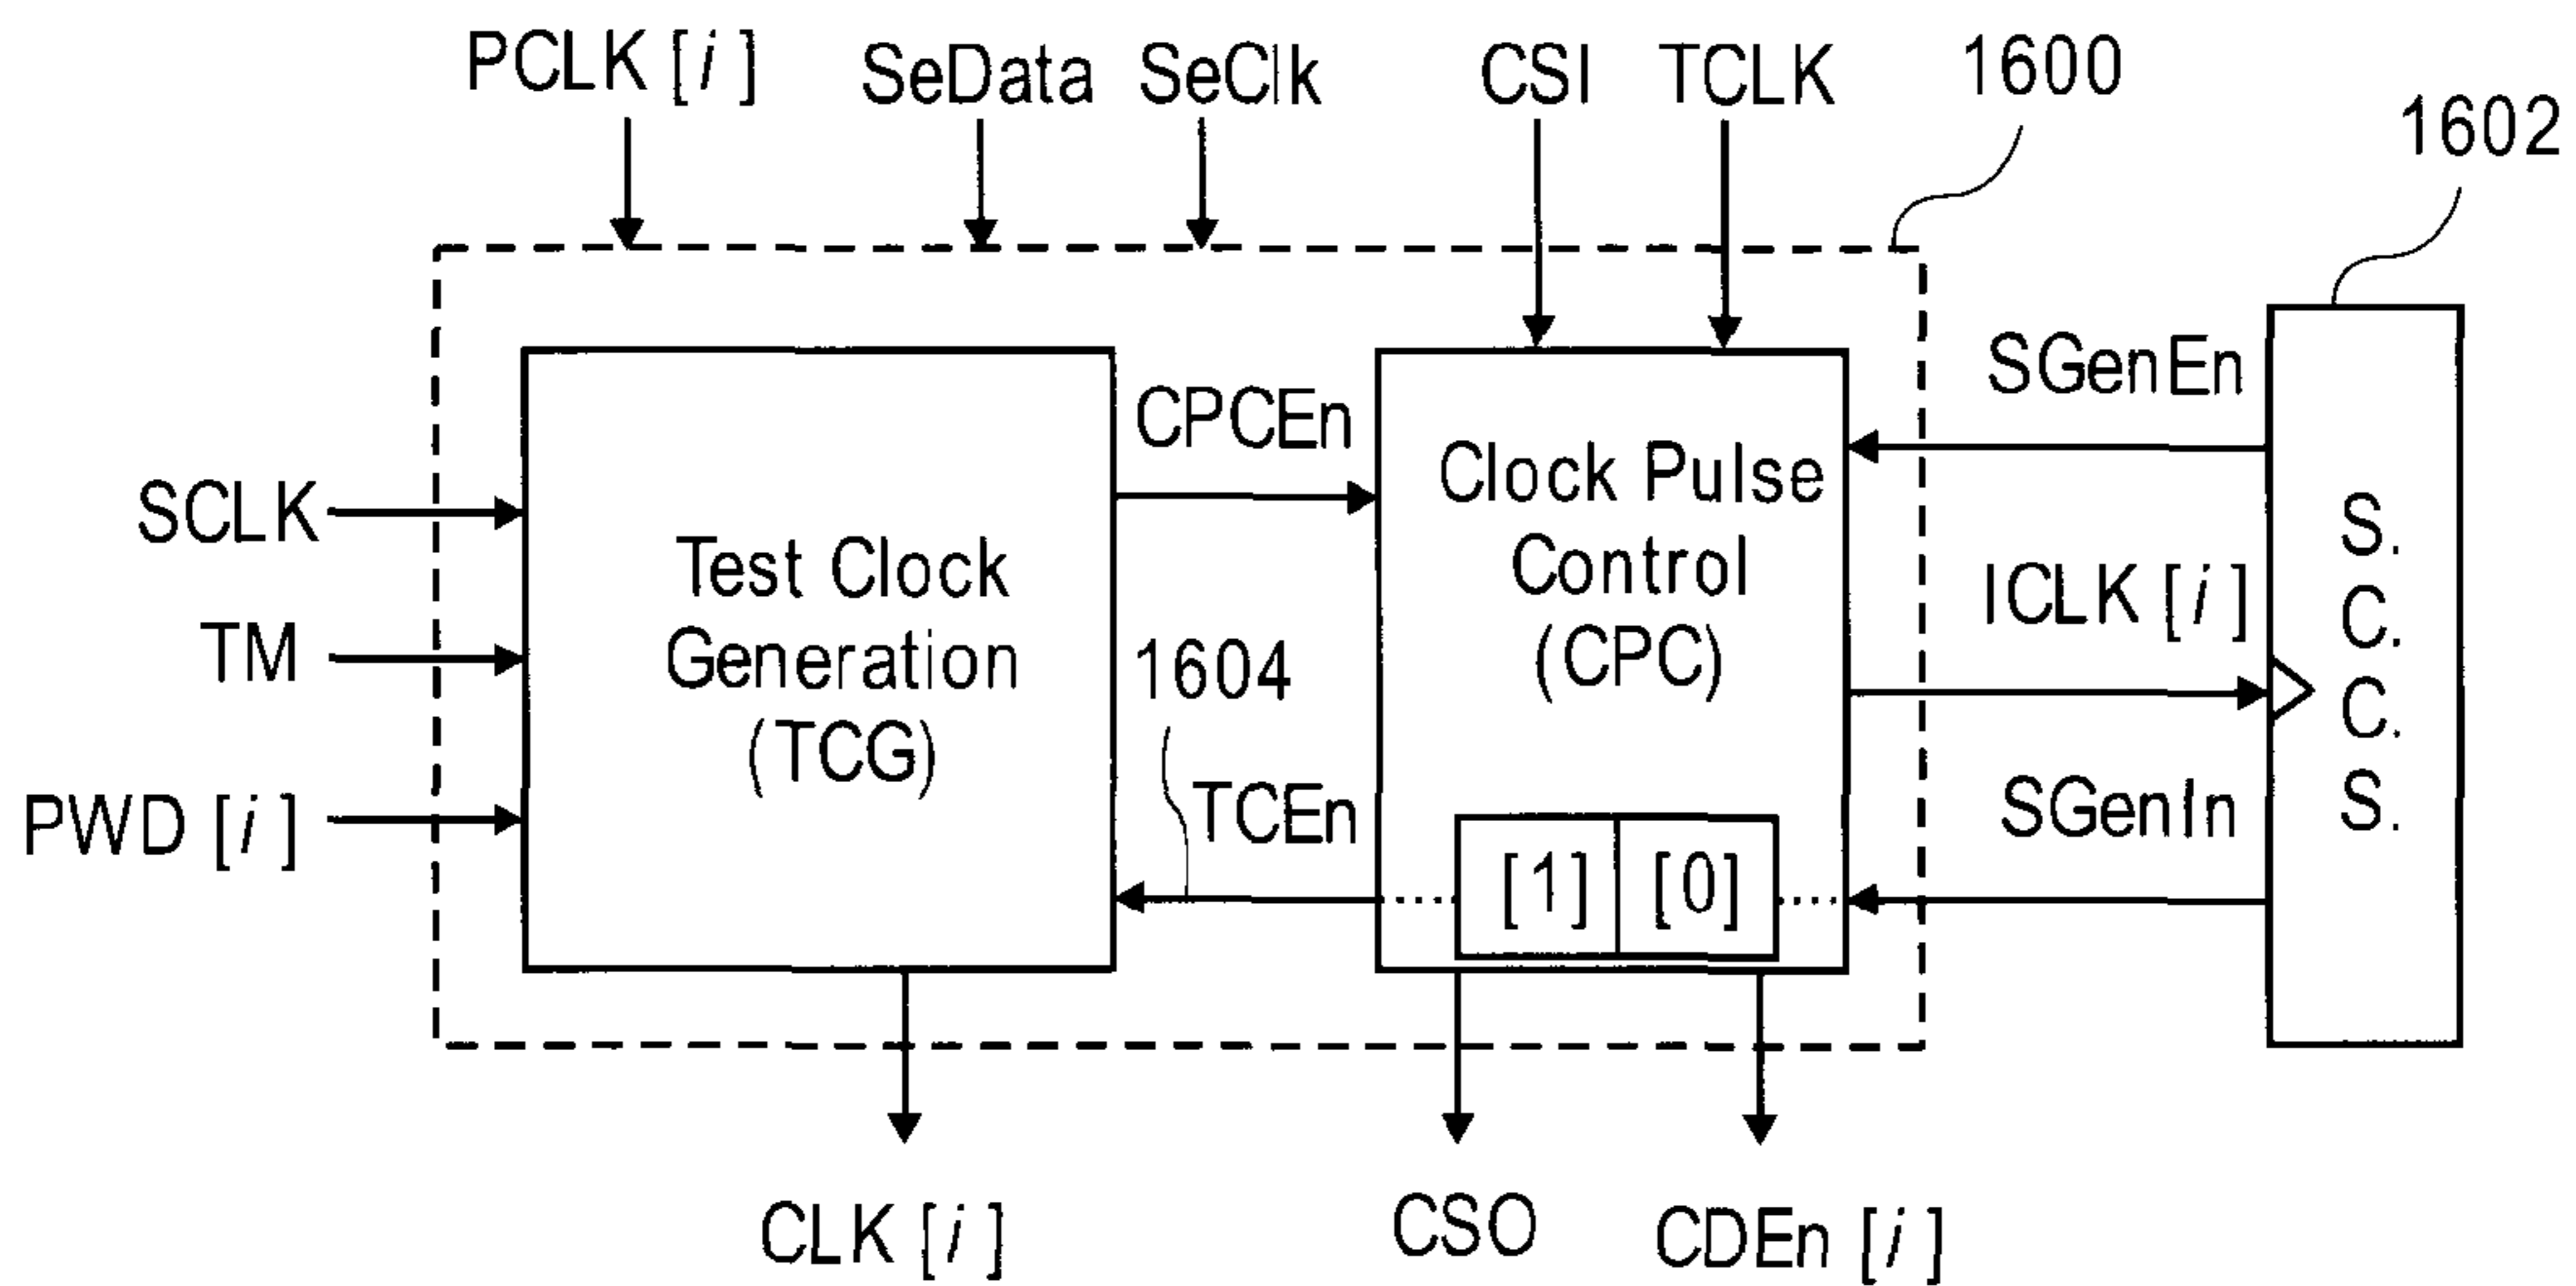 PCLK [i]
SeData
SeClk
CSI
TCLK
1600
1602
SGenEn
CPCEn
Clock Pulse
Control
(CPC)
SCLK
Test Clock
Generation
(TCG)
S.
C.
C.
S.
ICLK [i]
TM
1604
PWD [i]
TCEn
SGenIn
[1]
[0]
CLK [i]
CSO
CDEn [i]